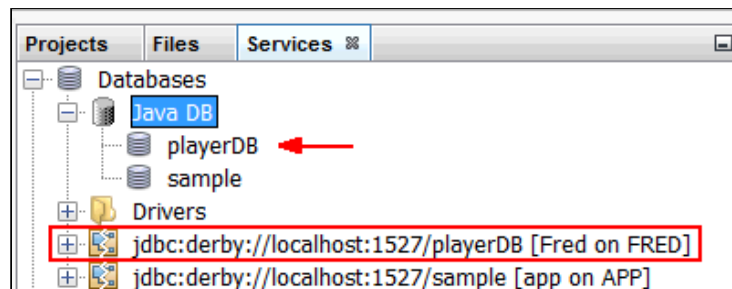 Projects Files Services
Databases
Java DB
playerDB
sample
Drivers
jdbc:derby://localhost:1527/playerDB [Fred on FRED]
jdbc:derby://localhost:1527/sample [app on APP]